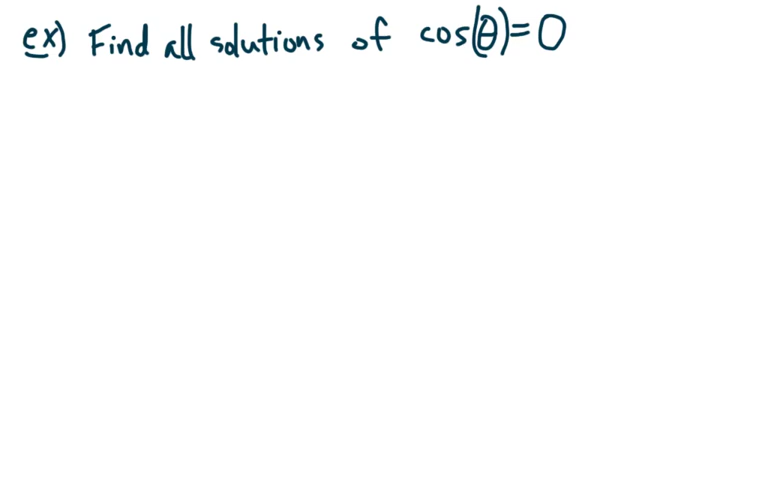 ex) Find all solutions of cos(θ)=0